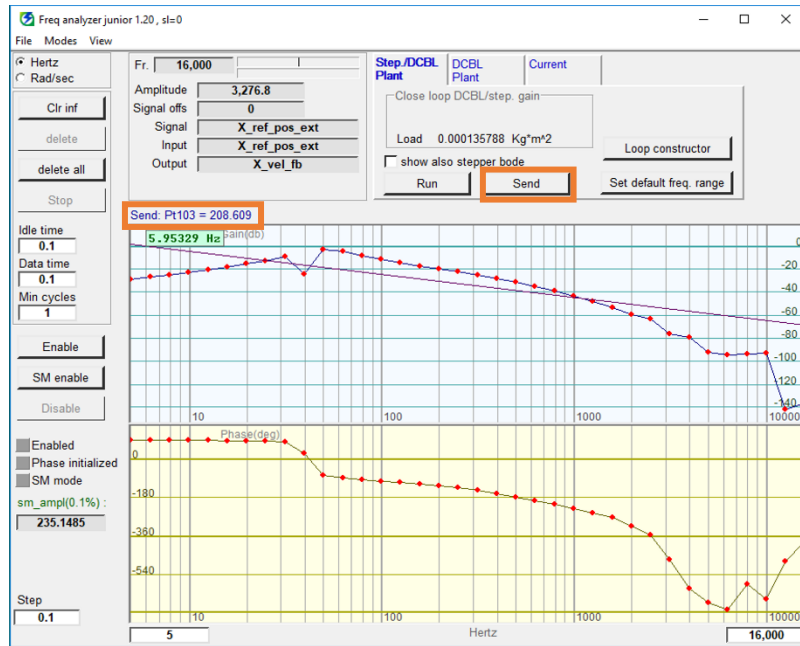 Freq analyzer junior 1.20 , sl=0
File Modes View
Hertz
Rad/sec
Clr inf
delete
delete all
Stop
Idle time
0.1
Data time
0.1
Min cycles
1
Enable
SM enable
Disable
Enabled
Phase initialized
SM mode
sm_ampl(0.1%) :
235.1485
Step
0.1
Fr. 16,000
Amplitude 3,276.8
Signal offs 0
Signal X_ref_pos_ext
Input X_ref_pos_ext
Output X_vel_fb
Step./DCBL Plant
DCBL Plant
Current
Close loop DCBL/step. gain
Load 0.000135788 Kg*m^2
show also stepper bode
Loop constructor
Run
Send
Set default freq. range
Send: Pt103 = 208.609
5.95329 Hz
Gain(db)
0
-20
-40
-60
-80
-100
-120
-140
10 100 1000 10000
Phase(deg)
0
-180
-360
-540
10 100 1000 10000
5 Hertz 16,000